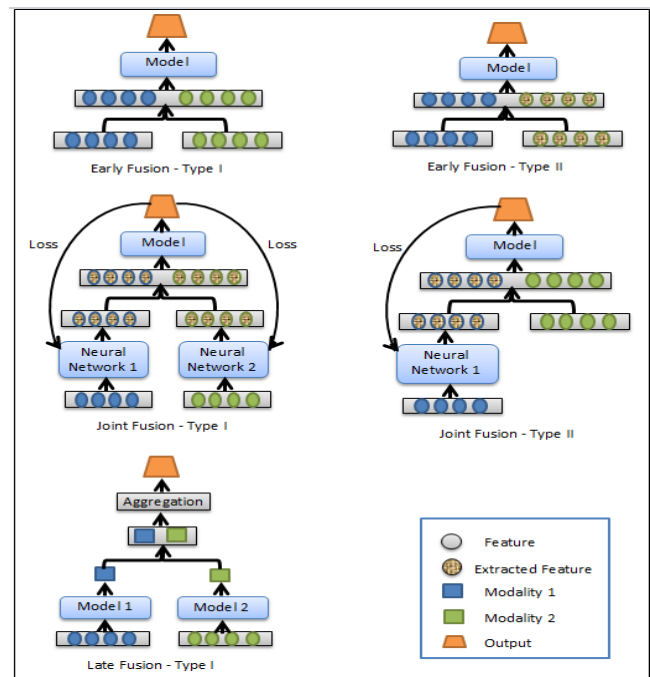 Model
Early Fusion - Type I
Model
Early Fusion - Type II
Loss
Loss
Model
Neural
Network 1
Neural
Network 2
Joint Fusion - Type I
Loss
Model
Neural
Network 1
Joint Fusion - Type II
Aggregation
Model 1
Model 2
Late Fusion - Type I
Feature
Extracted Feature
Modality 1
Modality 2
Output